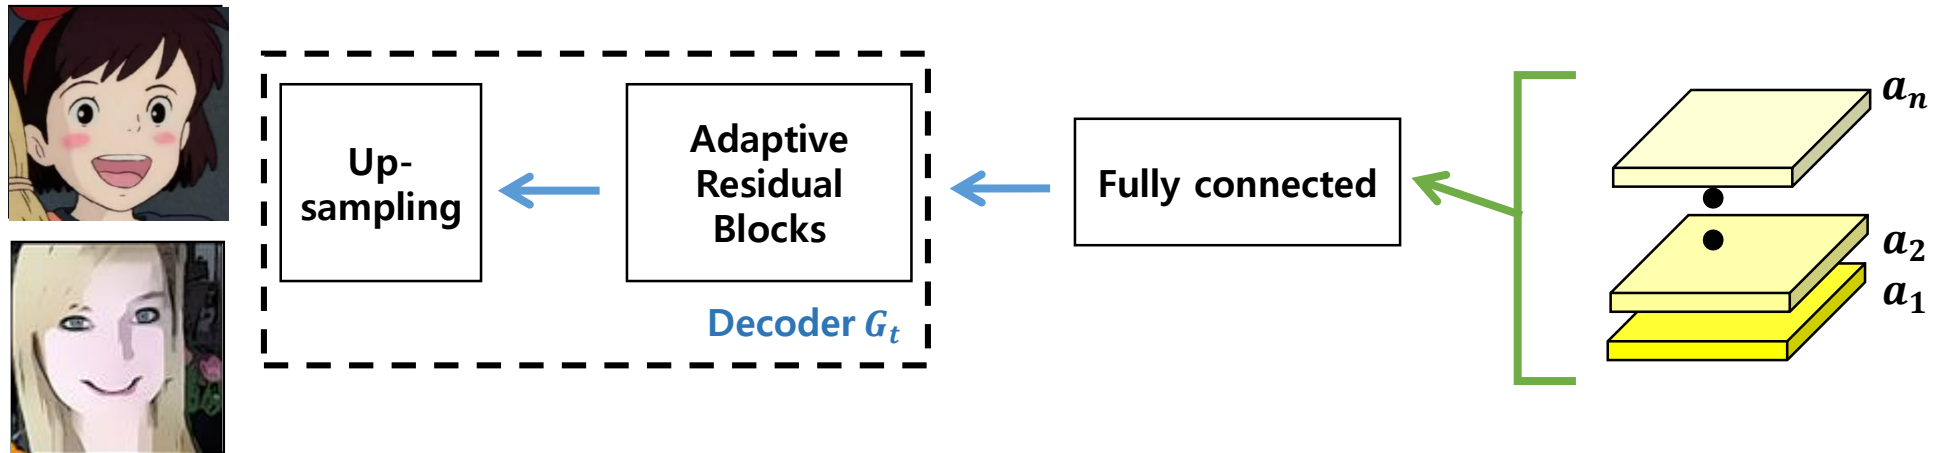 Up-
sampling
Adaptive
Residual
Blocks
Decoder G_t
Fully connected
a_n
a_2
a_1